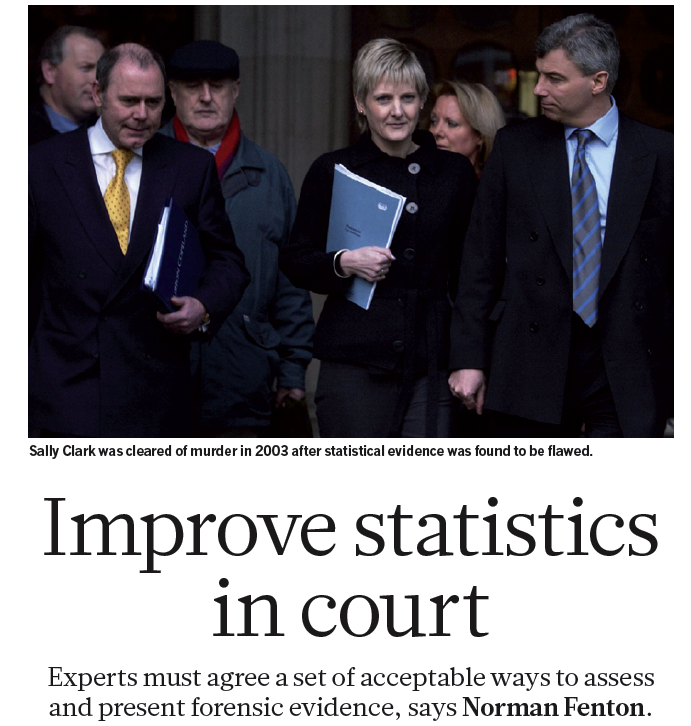 Sally Clark was cleared of murder in 2003 after statistical evidence was found to be flawed.
Improve statistics
in court
Experts must agree a set of acceptable ways to assess
and present forensic evidence, says Norman Fenton.